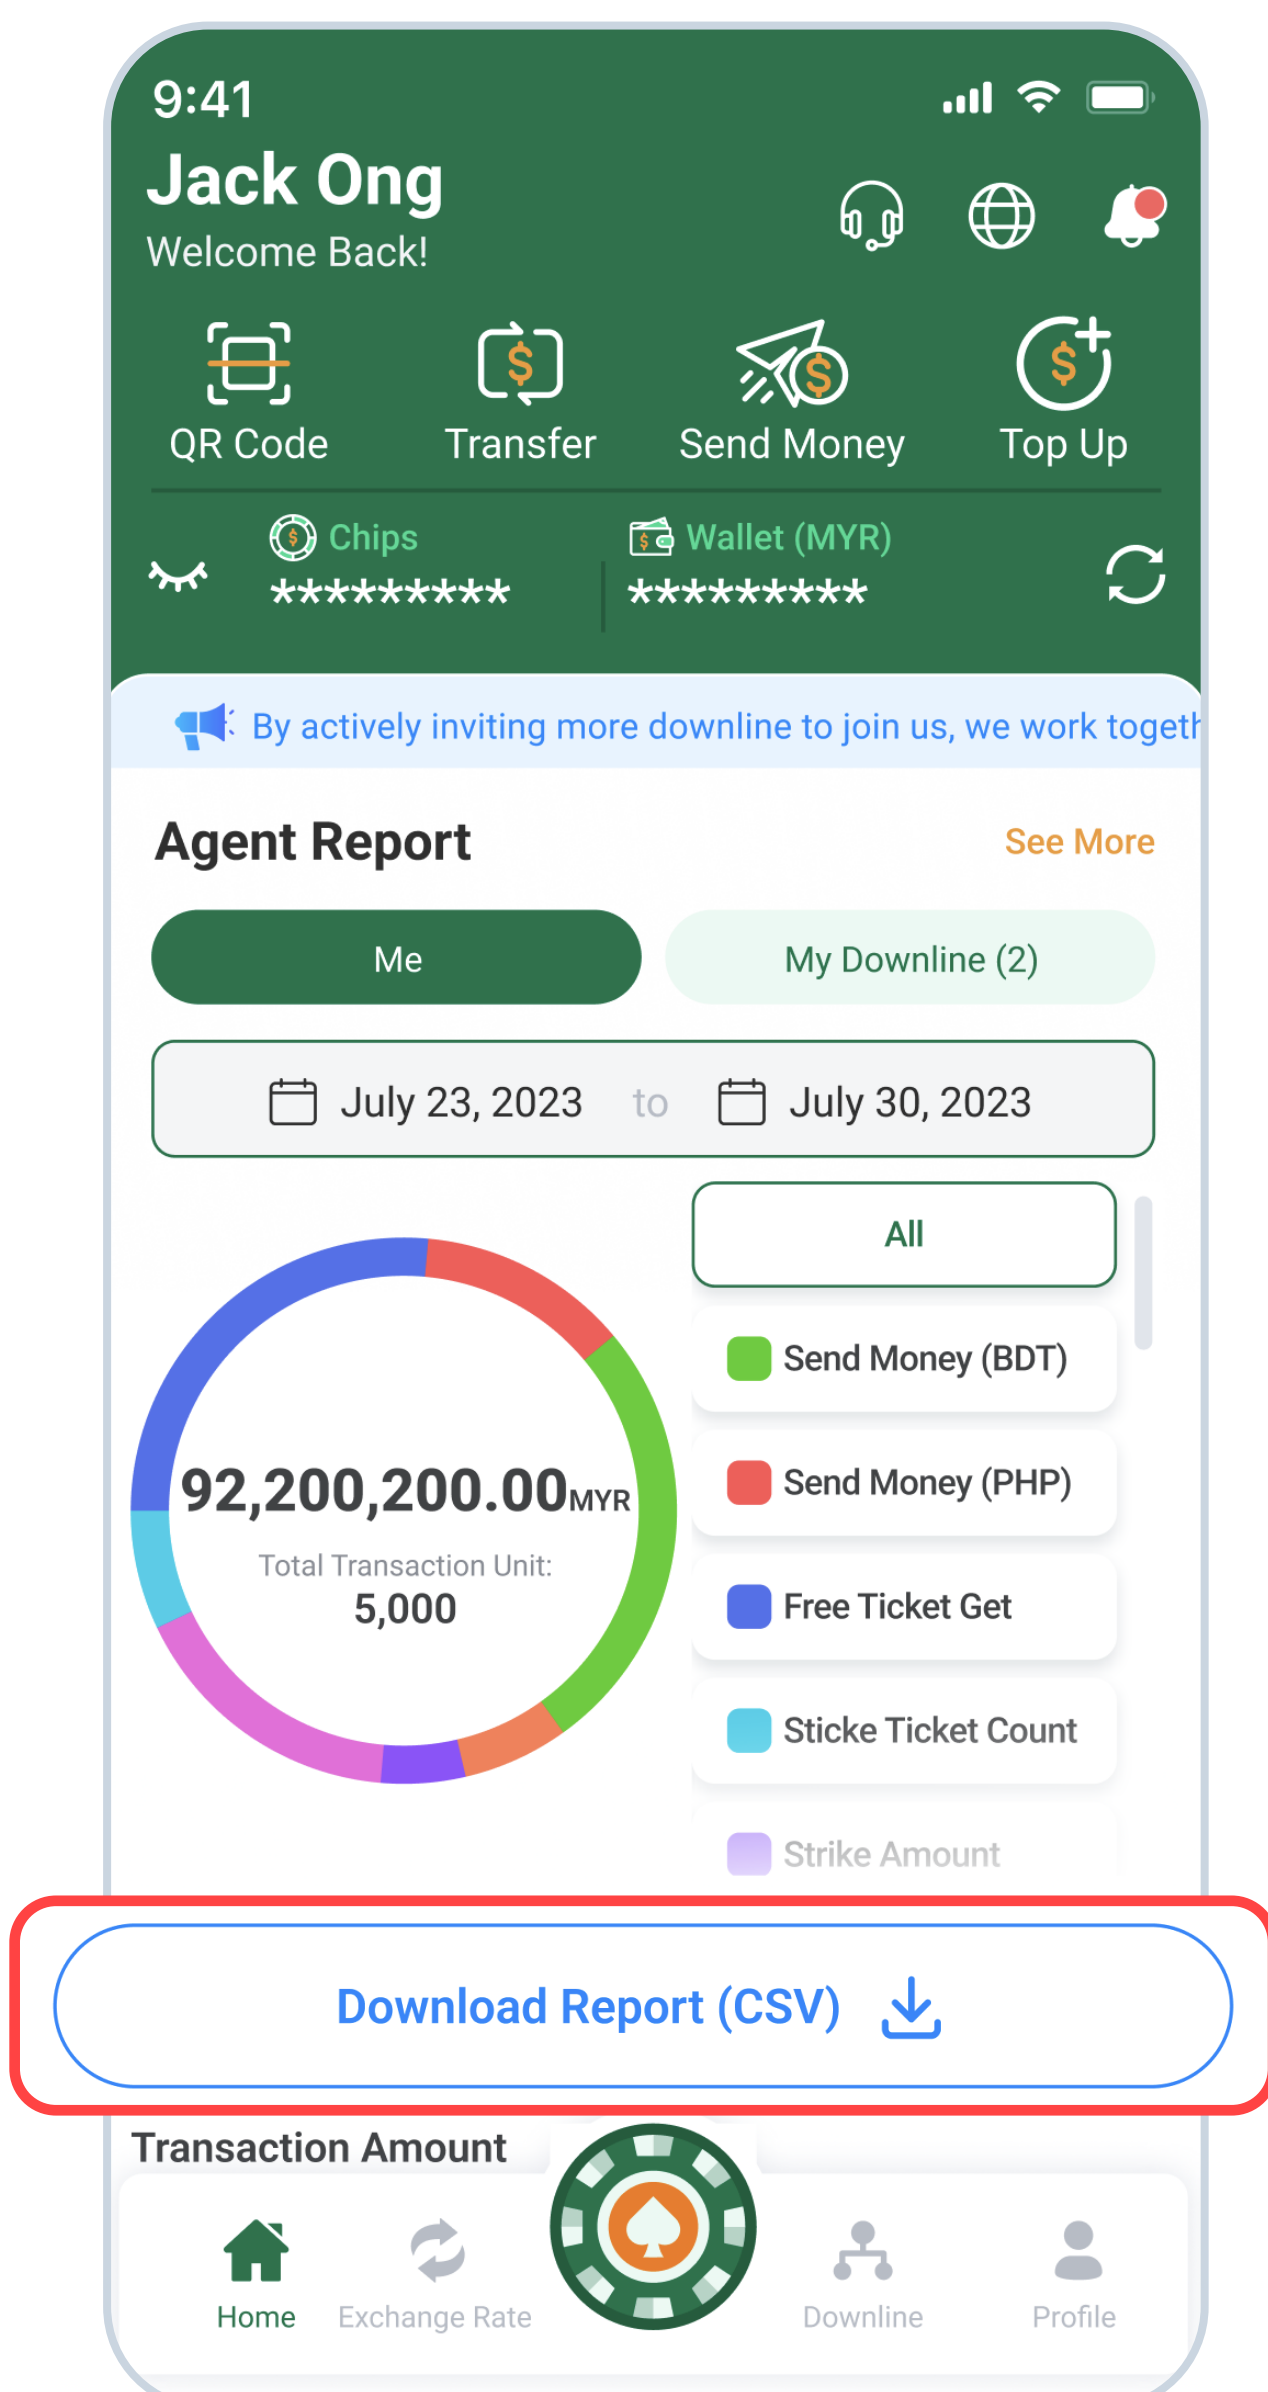 9:41
Jack Ong
Welcome Back!
QR Code
Transfer
Send Money
Top Up
Chips
*********
Wallet (MYR)
*********
By actively inviting more downline to join us, we work togeth
Agent Report
See More
Me
My Downline (2)
July 23, 2023 to July 30, 2023
All
Send Money (BDT)
Send Money (PHP)
Free Ticket Get
Sticke Ticket Count
Strike Amount
92,200,200.00MYR
Total Transaction Unit:
5,000
Download Report (CSV)
Transaction Amount
Home
Exchange Rate
Downline
Profile